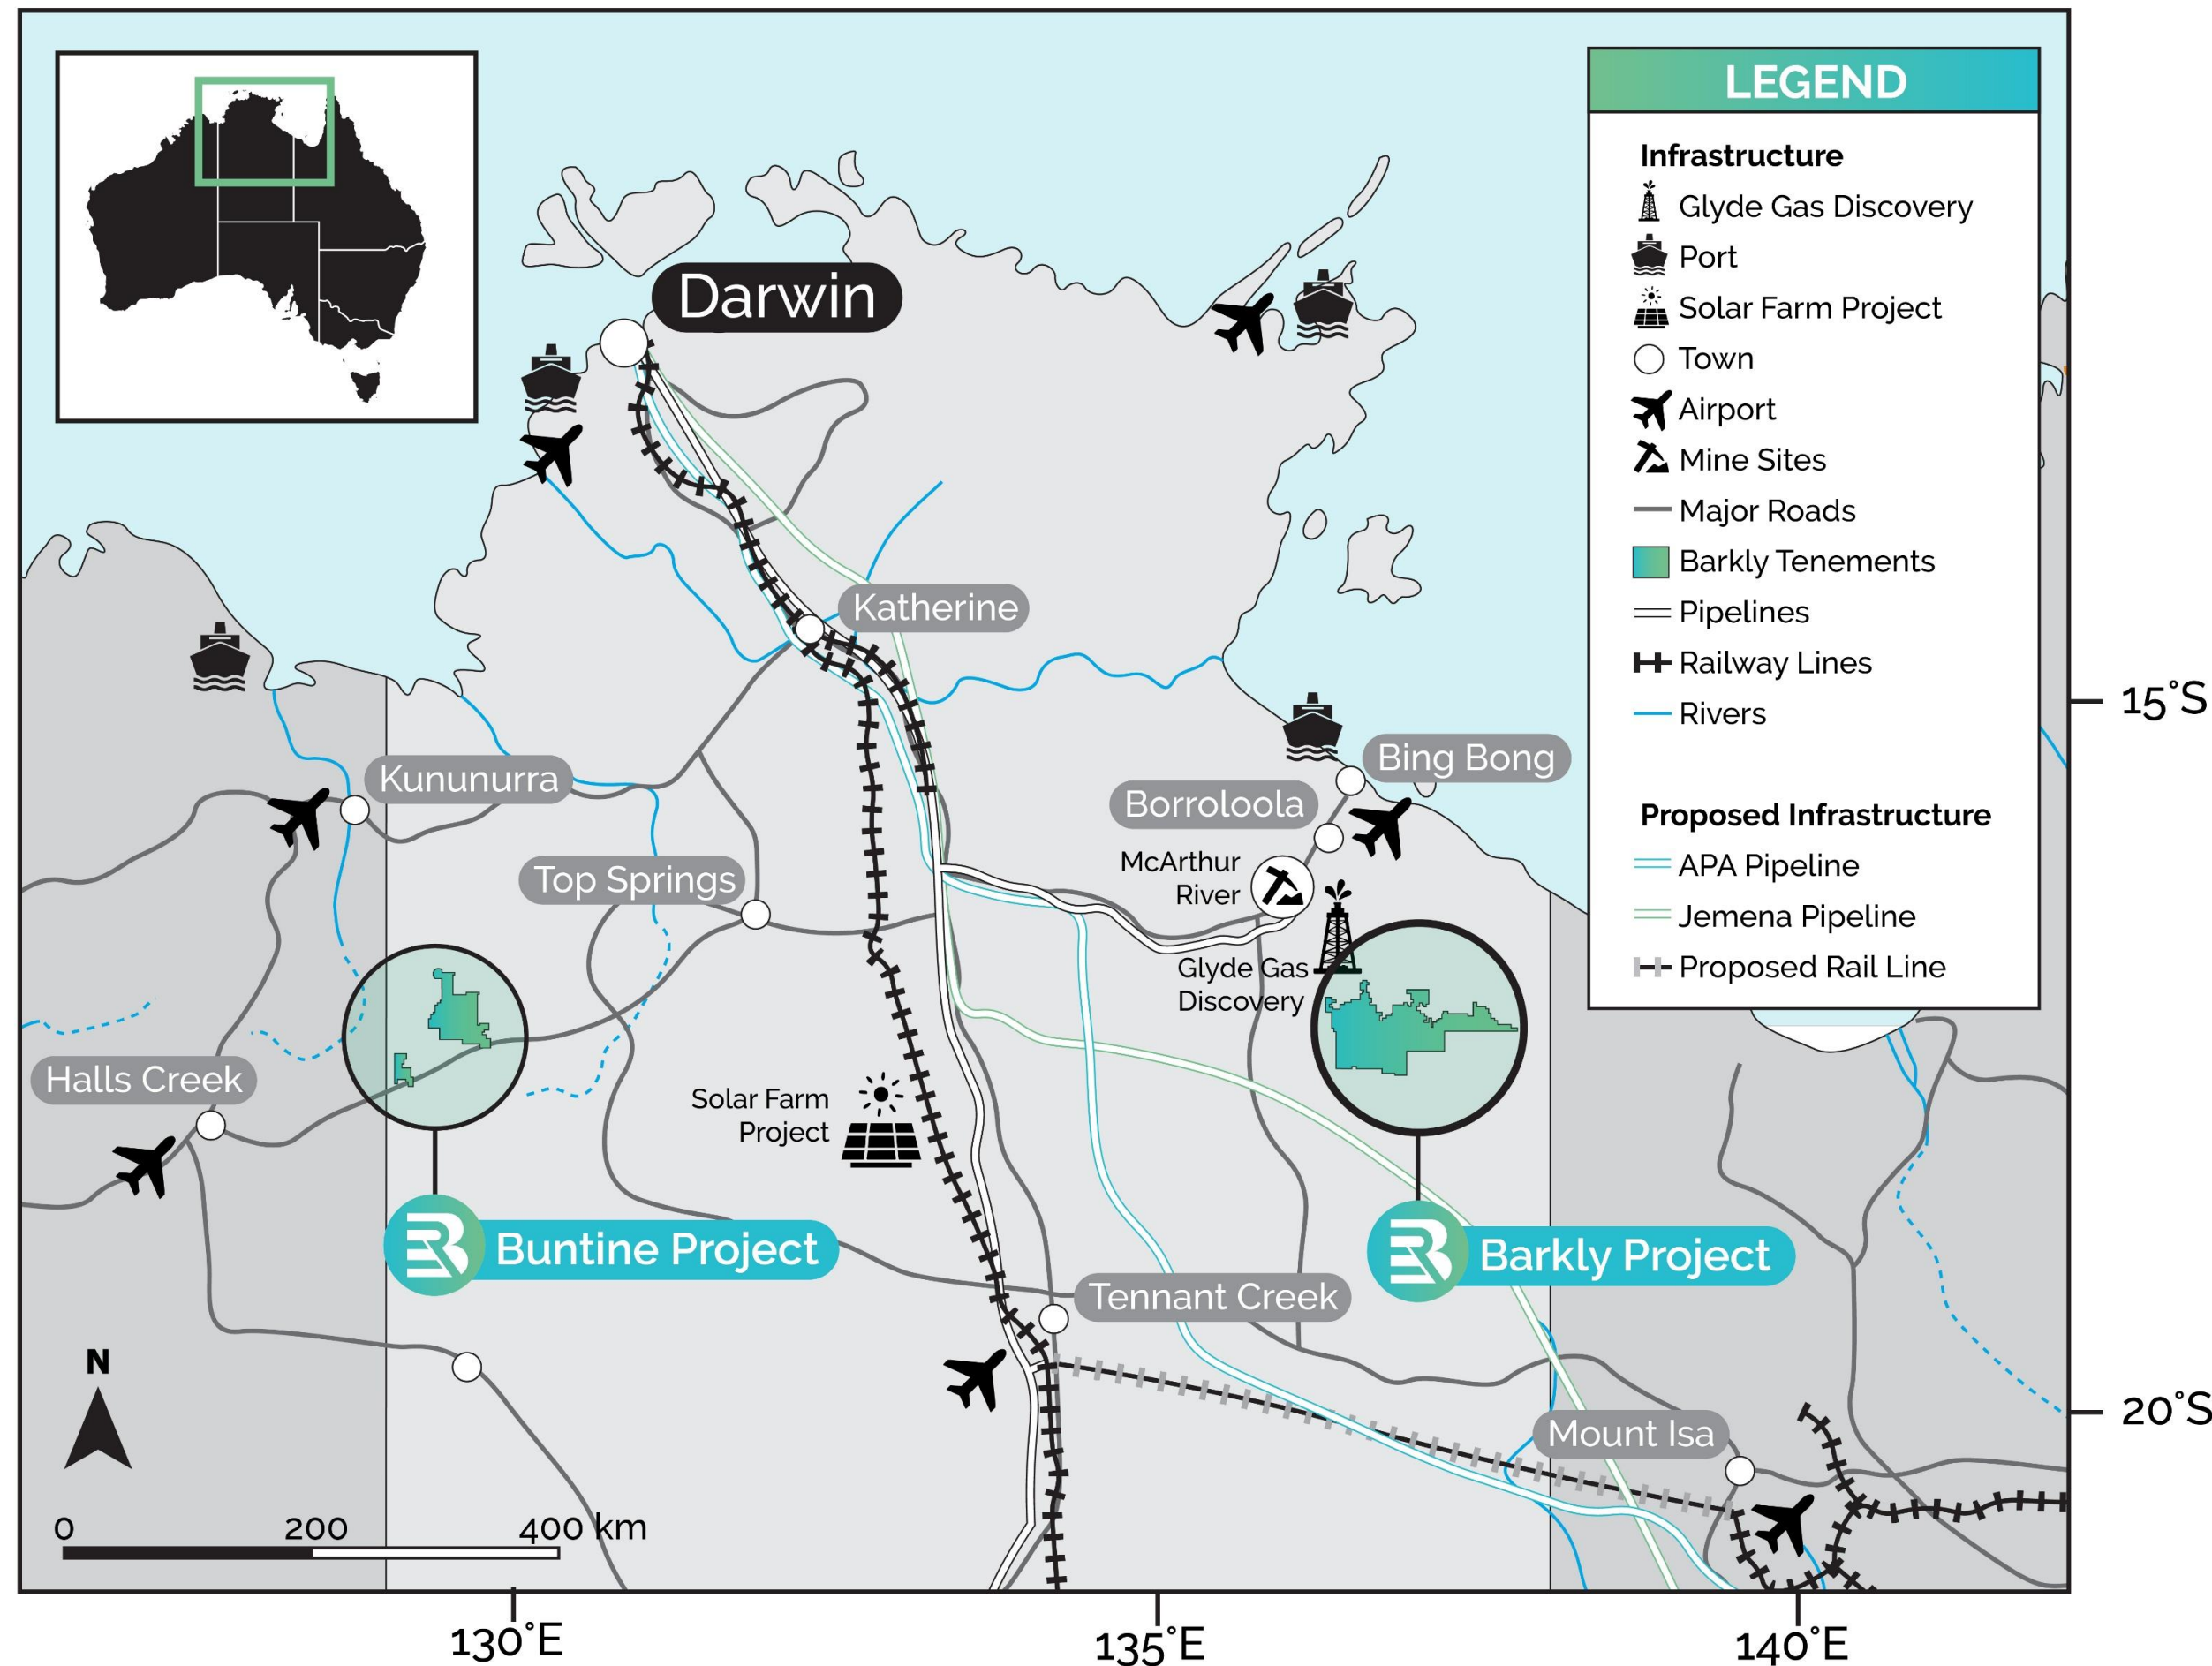 LEGEND
Infrastructure
Glyde Gas Discovery
Port
Solar Farm Project
Town
Airport
Mine Sites
Major Roads
Barkly Tenements
Pipelines
Railway Lines
Rivers
Proposed Infrastructure
APA Pipeline
Jemena Pipeline
Proposed Rail Line
Darwin
Katherine
Kununurra
Bing Bong
Borroloola
McArthur
River
Top Springs
Glyde Gas
Discovery
Halls Creek
Solar Farm
Project
Buntine Project
Barkly Project
Tennant Creek
Mount Isa
N
0 200 400 km
15°S
20°S
130°E
135°E
140°E